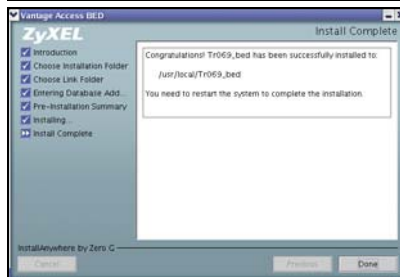 Vantage Access BED
ZyXEL
Install Complete
Introduction
Choose Installation Folder
Choose Link Folder
Entering Database Add...
Pre-Installation Summary
Installing...
Install Complete
Congratulations! Tr069_bed has been successfully installed to:
/usr/local/Tr069_bed
You need to restart the system to complete the installation.
InstallAnywhere by Zero G
Cancel
Previous
Done